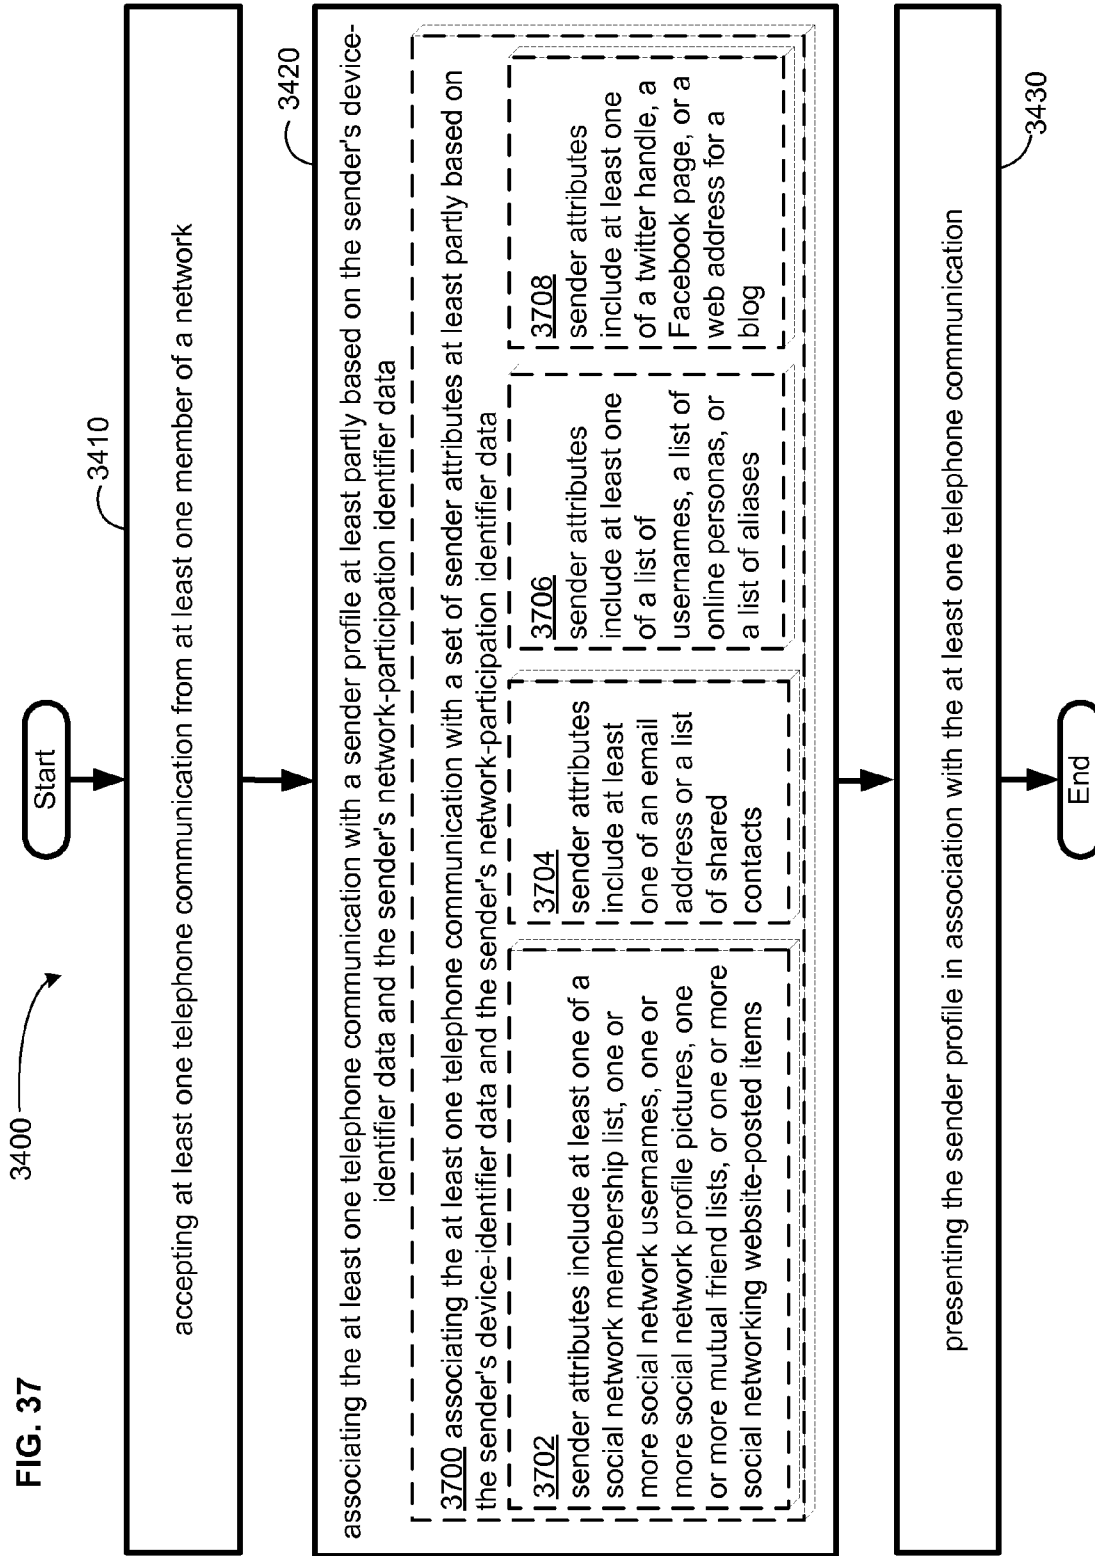 FIG. 37
3400
Start
3410
accepting at least one telephone communication from at least one member of a network
3420
associating the at least one telephone communication with a sender profile at least partly based on the sender's device-
identifier data and the sender's network-participation identifier data
3700 associating the at least one telephone communication with a set of sender attributes at least partly based on
the sender's device-identifier data and the sender's network-participation identifier data
3702
sender attributes include at least one of a
social network membership list, one or
more social network usernames, one or
more social network profile pictures, one
or more mutual friend lists, or one or more
social networking website-posted items
3704
sender attributes
include at least
one of an email
address or a list
of shared
contacts
3706
sender attributes
include at least one
of a list of
usernames, a list of
online personas, or
a list of aliases
3708
sender attributes
include at least one
of a twitter handle, a
Facebook page, or a
web address for a
blog
3430
presenting the sender profile in association with the at least one telephone communication
End